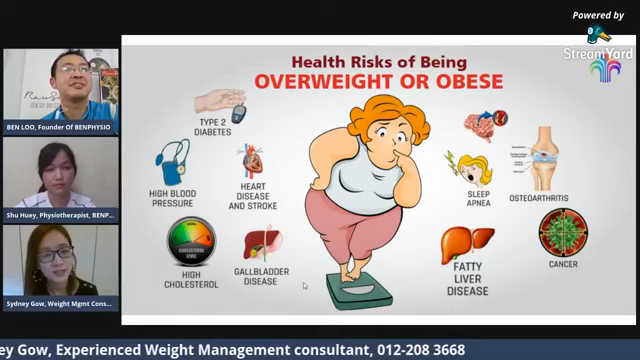 Powered by
StreamYard
Health Risks of Being
OVERWEIGHT OR OBESE
TYPE 2
DIABETES
HIGH BLOOD
PRESSURE
HEART
DISEASE
AND STROKE
SLEEP
APNEA
OSTEOARTHRITIS
HIGH
CHOLESTEROL
GALLBLADDER
DISEASE
FATTY
LIVER
DISEASE
CANCER
CHOLESTEROL
LEVEL
BEN LOO, Founder Of BENPHYSIO
Shu Huey, Physiotherapist, BENP...
Sydney Gow, Weight Mgmt Cons...
ey Gow, Experienced Weight Management consultant, 012-208 3668